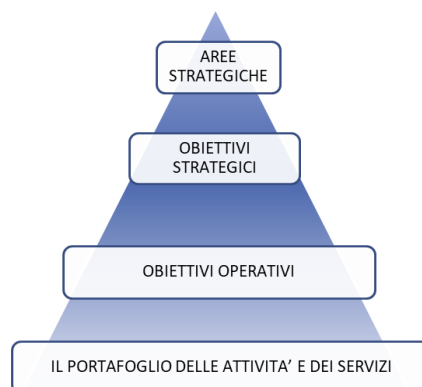 AREE
STRATEGICHE
OBIETTIVI
STRATEGICI
OBIETTIVI OPERATIVI
IL PORTAFOGLIO DELLE ATTIVITA’ E DEI SERVIZI